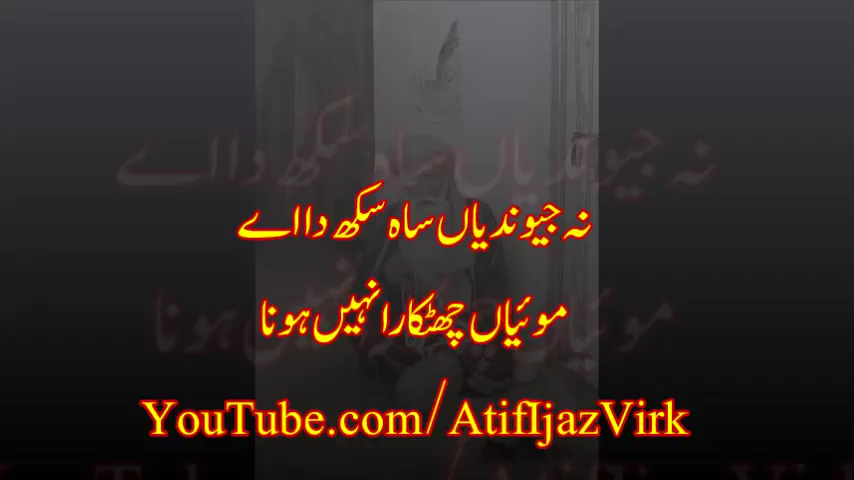 نہ جیوندیاں ساہ سکھ دا اے
موئیاں چھٹکارا نہیں ہونا
YouTube.com/AtifIjazVirk